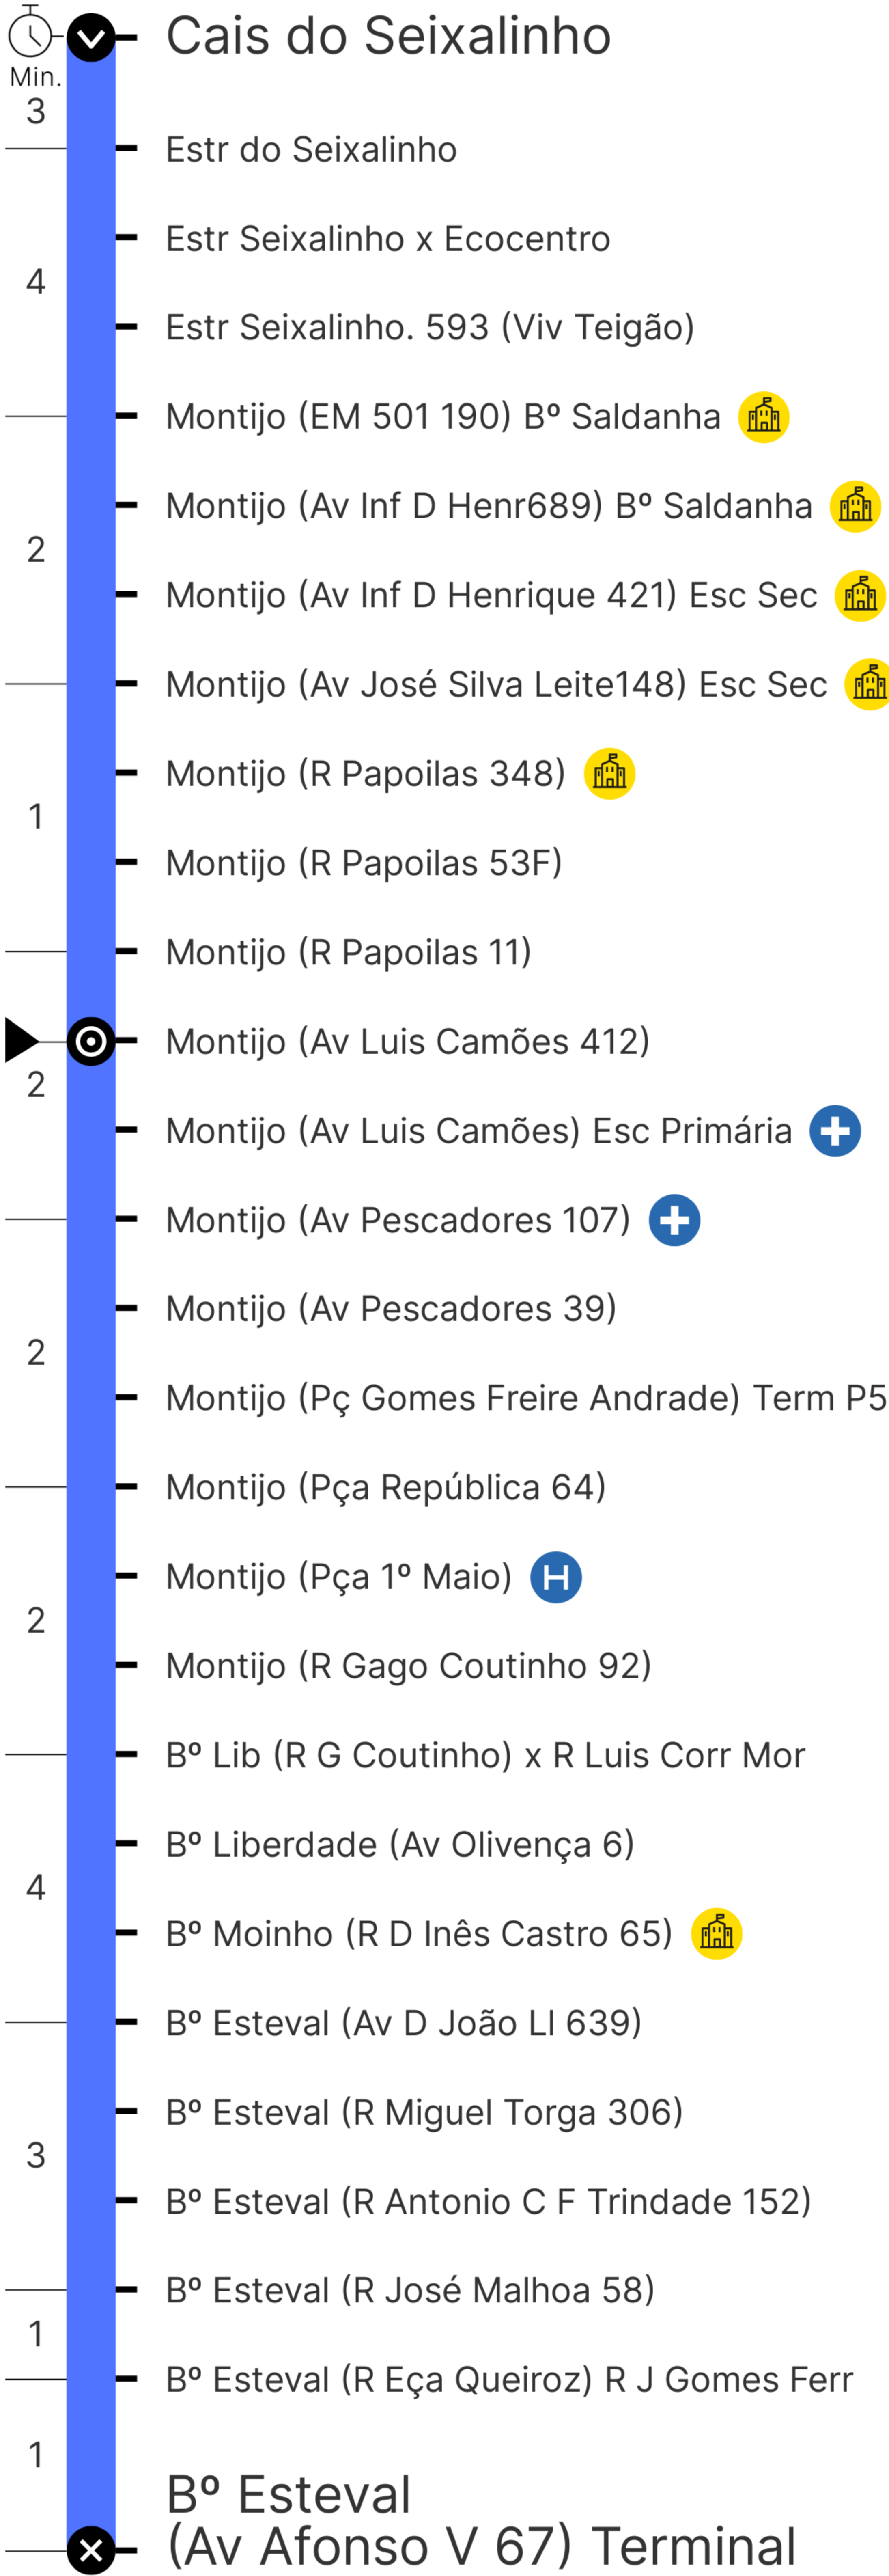 Cais do Seixalinho
Min.
3
Estr do Seixalinho
Estr Seixalinho x Ecocentro
4
Estr Seixalinho. 593 (Viv Teigão)
Montijo (EM 501 190) Bº Saldanha
Montijo (Av Inf D Henr689) Bº Saldanha
2
Montijo (Av Inf D Henrique 421) Esc Sec
Montijo (Av José Silva Leite148) Esc Sec
Montijo (R Papoilas 348)
1
Montijo (R Papoilas 53F)
Montijo (R Papoilas 11)
Montijo (Av Luis Camões 412)
2
Montijo (Av Luis Camões) Esc Primária
Montijo (Av Pescadores 107)
Montijo (Av Pescadores 39)
2
Montijo (Pç Gomes Freire Andrade) Term P5
Montijo (Pça República 64)
Montijo (Pça 1º Maio) H
2
Montijo (R Gago Coutinho 92)
Bº Lib (R G Coutinho) x R Luis Corr Mor
Bº Liberdade (Av Olivença 6)
4
Bº Moinho (R D Inês Castro 65)
Bº Esteval (Av D João LI 639)
Bº Esteval (R Miguel Torga 306)
3
Bº Esteval (R Antonio C F Trindade 152)
Bº Esteval (R José Malhoa 58)
1
Bº Esteval (R Eça Queiroz) R J Gomes Ferr
1
Bº Esteval
(Av Afonso V 67) Terminal